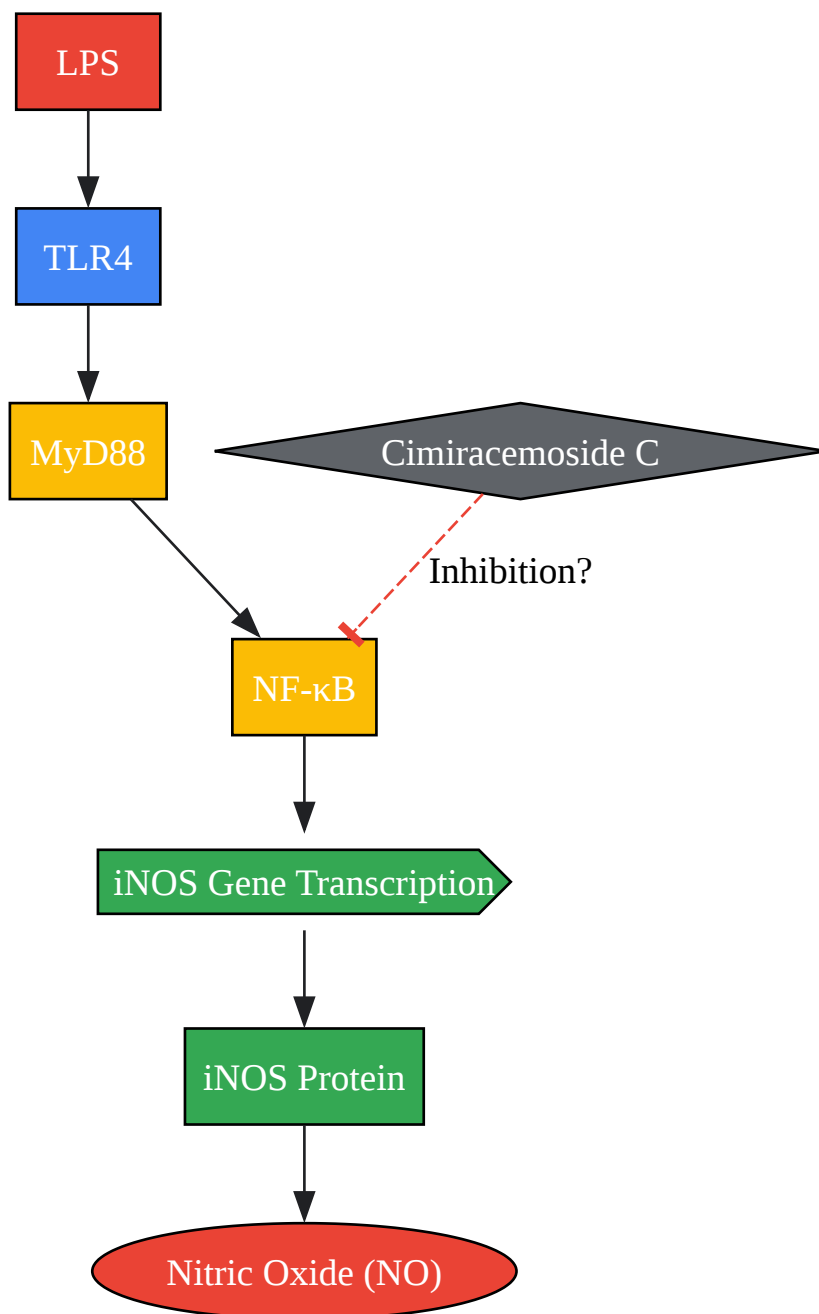 LPS
TLR4
MyD88
Cimiracemoside C
Inhibition?
NF-κB
iNOS Gene Transcription
iNOS Protein
Nitric Oxide (NO)